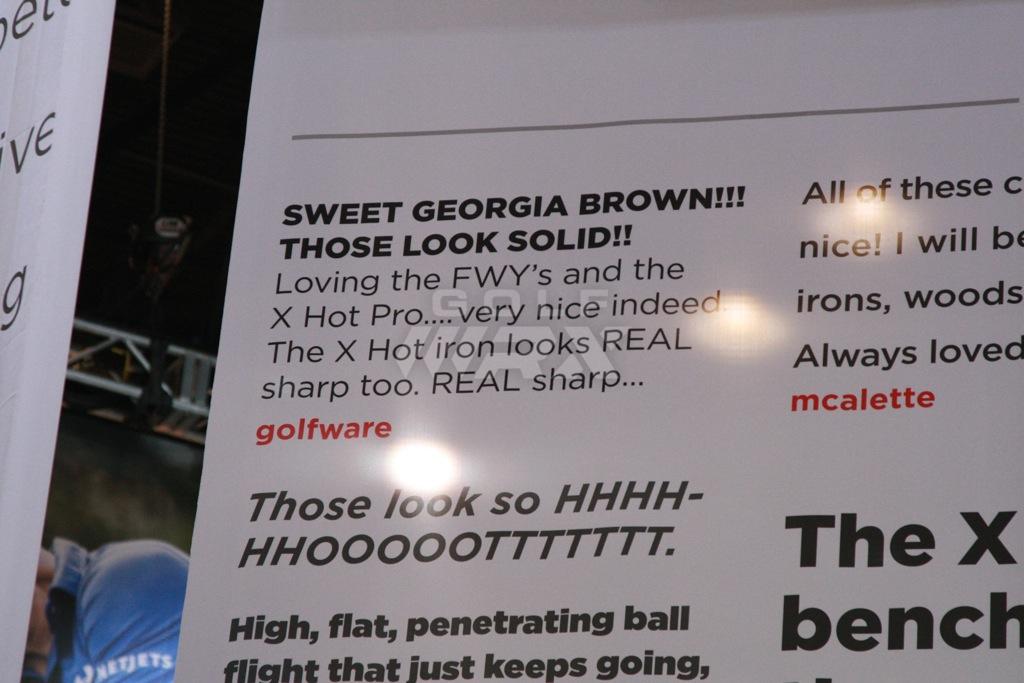 ive
g
SWEET GEORGIA BROWN!!!
THOSE LOOK SOLID!!
Loving the FWY's and the
X Hot Pro....very nice indeed.
The X Hot iron looks REAL
sharp too. REAL sharp...
golfware
Those look so HHHH-
HHOOOOOTTTTTTT.
High, flat, penetrating ball
flight that just keeps going,
All of these c
nice! I will be
irons, woods
Always loved
mcalette
The X
bench
GOLF
WRX
NETJETS